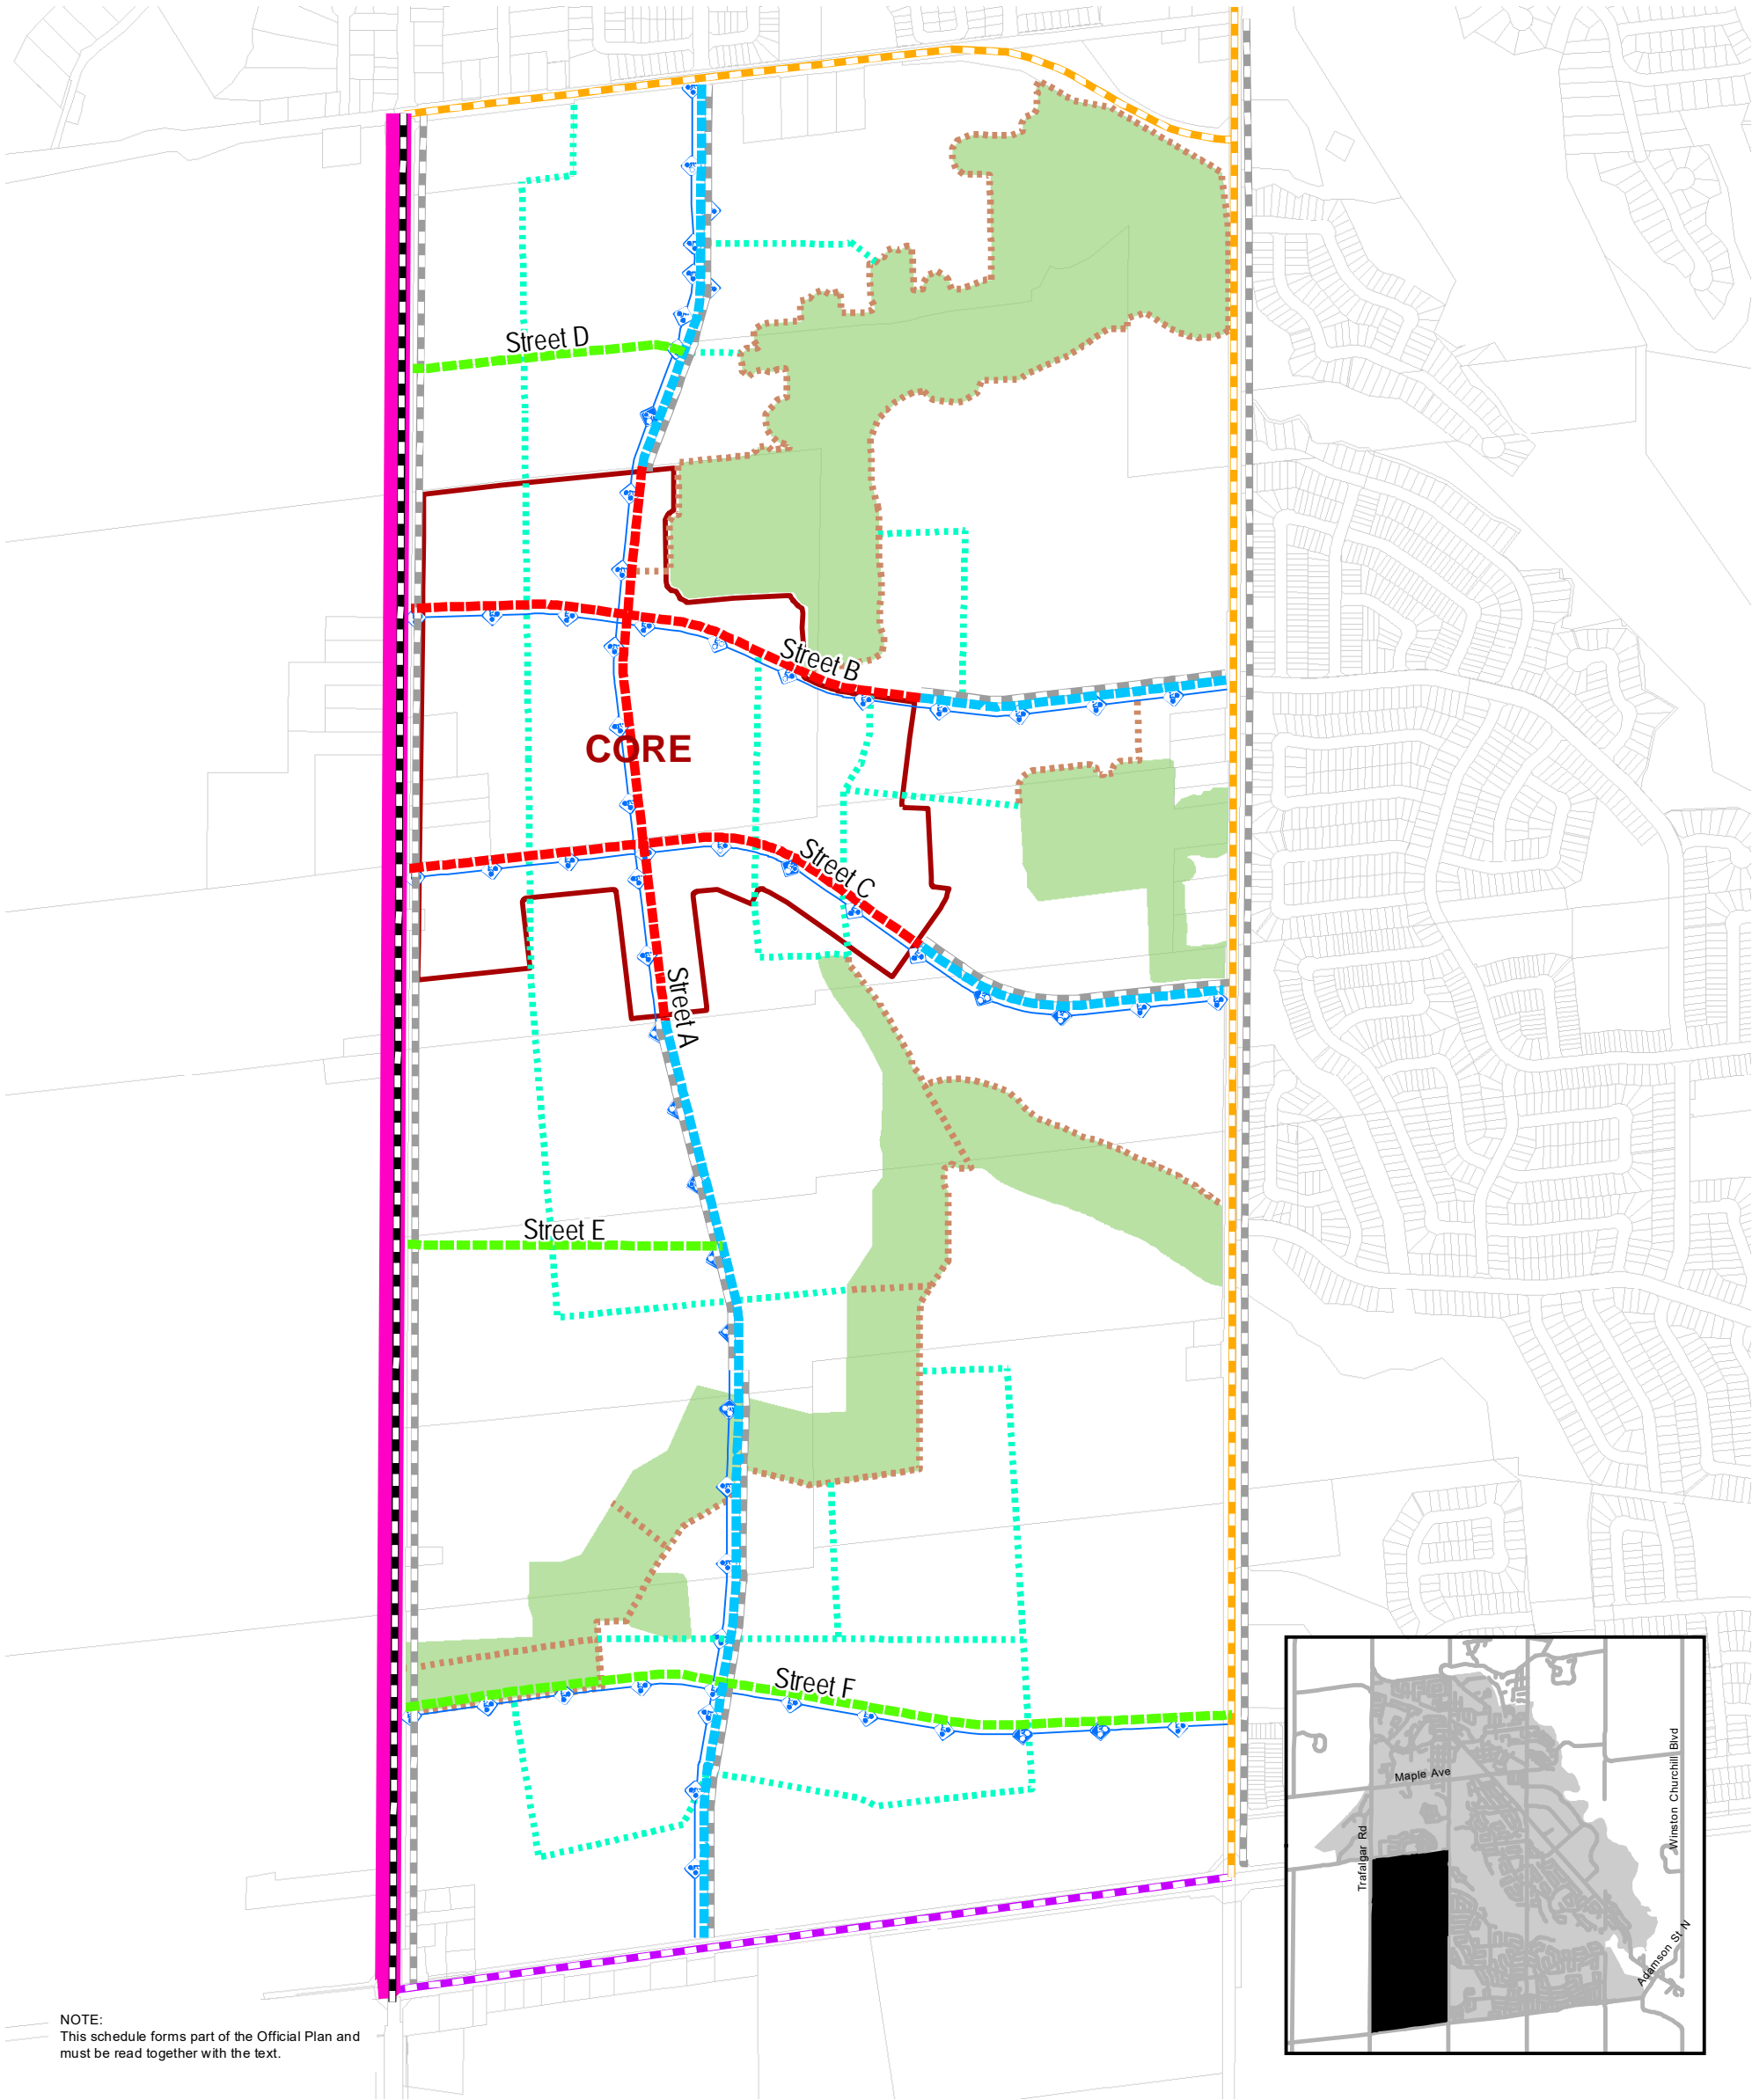 Street D
Street B
CORE
Street C
Street A
Street E
Street F
Maple Ave
Trafalgar Rd
Winston Churchill Blvd
Adamson St N
NOTE:
This schedule forms part of the Official Plan and
must be read together with the text.